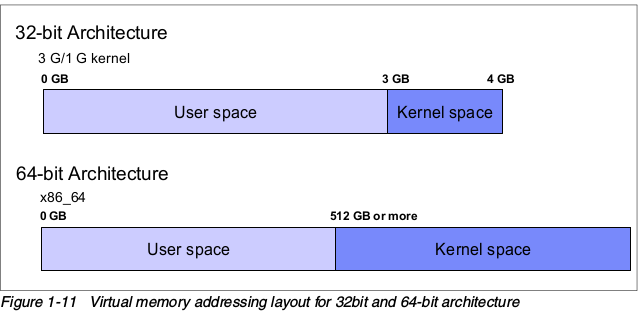 32-bit Architecture
3 G/1 G kernel
0 GB 3 GB 4 GB
User space Kernel space
64-bit Architecture
x86_64
0 GB 512 GB or more
User space Kernel space
Figure 1-11 Virtual memory addressing layout for 32bit and 64-bit architecture